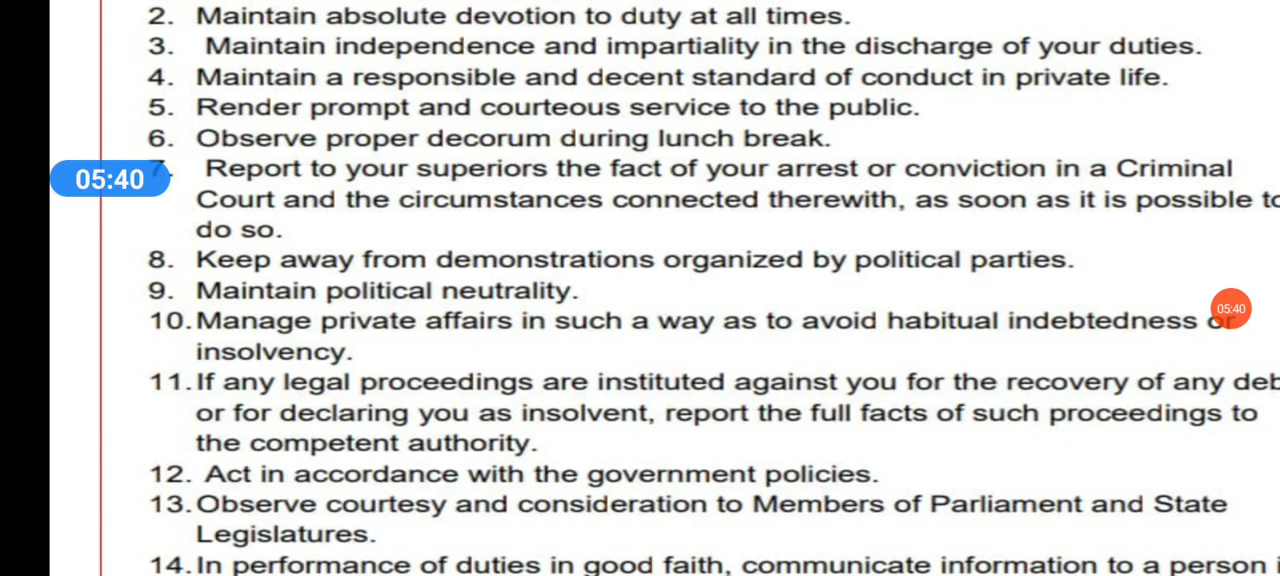 2. Maintain absolute devotion to duty at all times.
3. Maintain independence and impartiality in the discharge of your duties.
4. Maintain a responsible and decent standard of conduct in private life.
5. Render prompt and courteous service to the public.
6. Observe proper decorum during lunch break.
7. Report to your superiors the fact of your arrest or conviction in a Criminal
05:40
Court and the circumstances connected therewith, as soon as it is possible to
do so.
8. Keep away from demonstrations organized by political parties.
9. Maintain political neutrality.
05:40
10. Manage private affairs in such a way as to avoid habitual indebtedness or
insolvency.
11. If any legal proceedings are instituted against you for the recovery of any deb
or for declaring you as insolvent, report the full facts of such proceedings to
the competent authority.
12. Act in accordance with the government policies.
13. Observe courtesy and consideration to Members of Parliament and State
Legislatures.
14. In performance of duties in good faith, communicate information to a person i